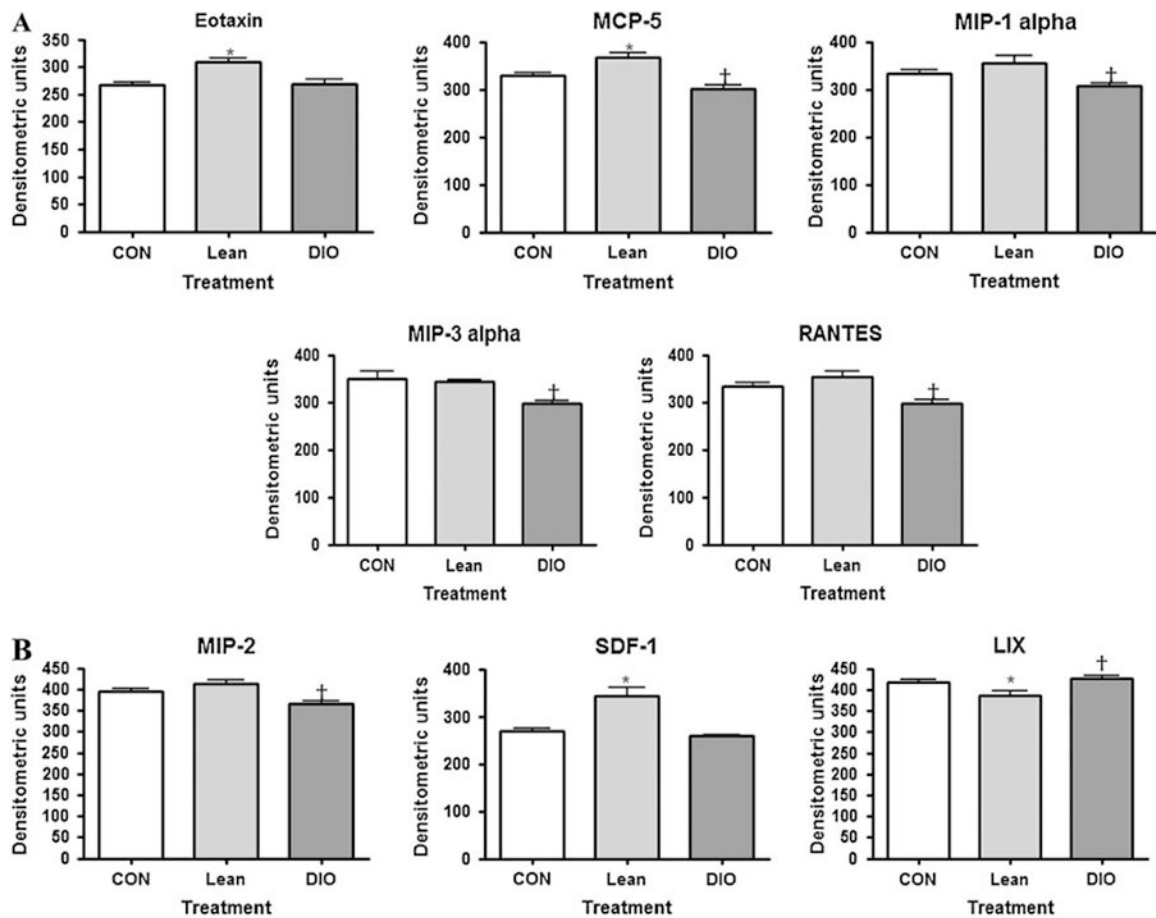 A
Eotaxin
Densitometric units
350
300
250
200
150
100
50
0
*
CON Lean DIO
Treatment
MCP-5
Densitometric units
400
300
200
100
0
*
†
CON Lean DIO
Treatment
MIP-1 alpha
Densitometric units
400
300
200
100
0
†
CON Lean DIO
Treatment
MIP-3 alpha
Densitometric units
400
300
200
100
0
†
CON Lean DIO
Treatment
RANTES
Densitometric units
400
300
200
100
0
†
CON Lean DIO
Treatment
B
MIP-2
Densitometric units
450
400
350
300
250
200
150
100
50
0
†
CON Lean DIO
Treatment
SDF-1
Densitometric units
400
300
200
100
0
*
CON Lean DIO
Treatment
LIX
Densitometric units
450
400
350
300
250
200
150
100
50
0
*
†
CON Lean DIO
Treatment